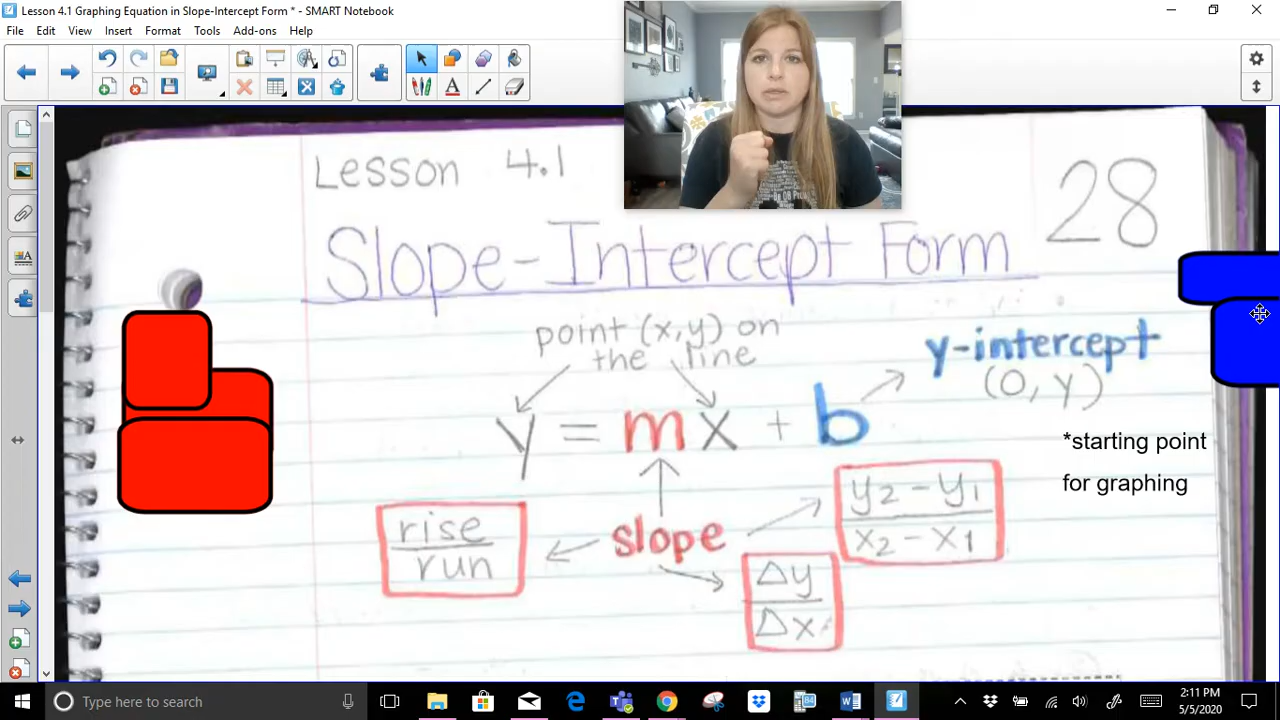 Lesson 4.1 Graphing Equation in Slope-Intercept Form * - SMART Notebook
File Edit View Insert Format Tools Add-ons Help
Lesson 4.1
28
Slope-Intercept Form
point (x,y) on
the line
y-intercept
(0, y)
y = mx + b
*starting point
for graphing
y₂ - y₁
x₂ - x₁
rise
run
slope
Δy
Δx
Type here to search
2:11 PM
5/5/2020